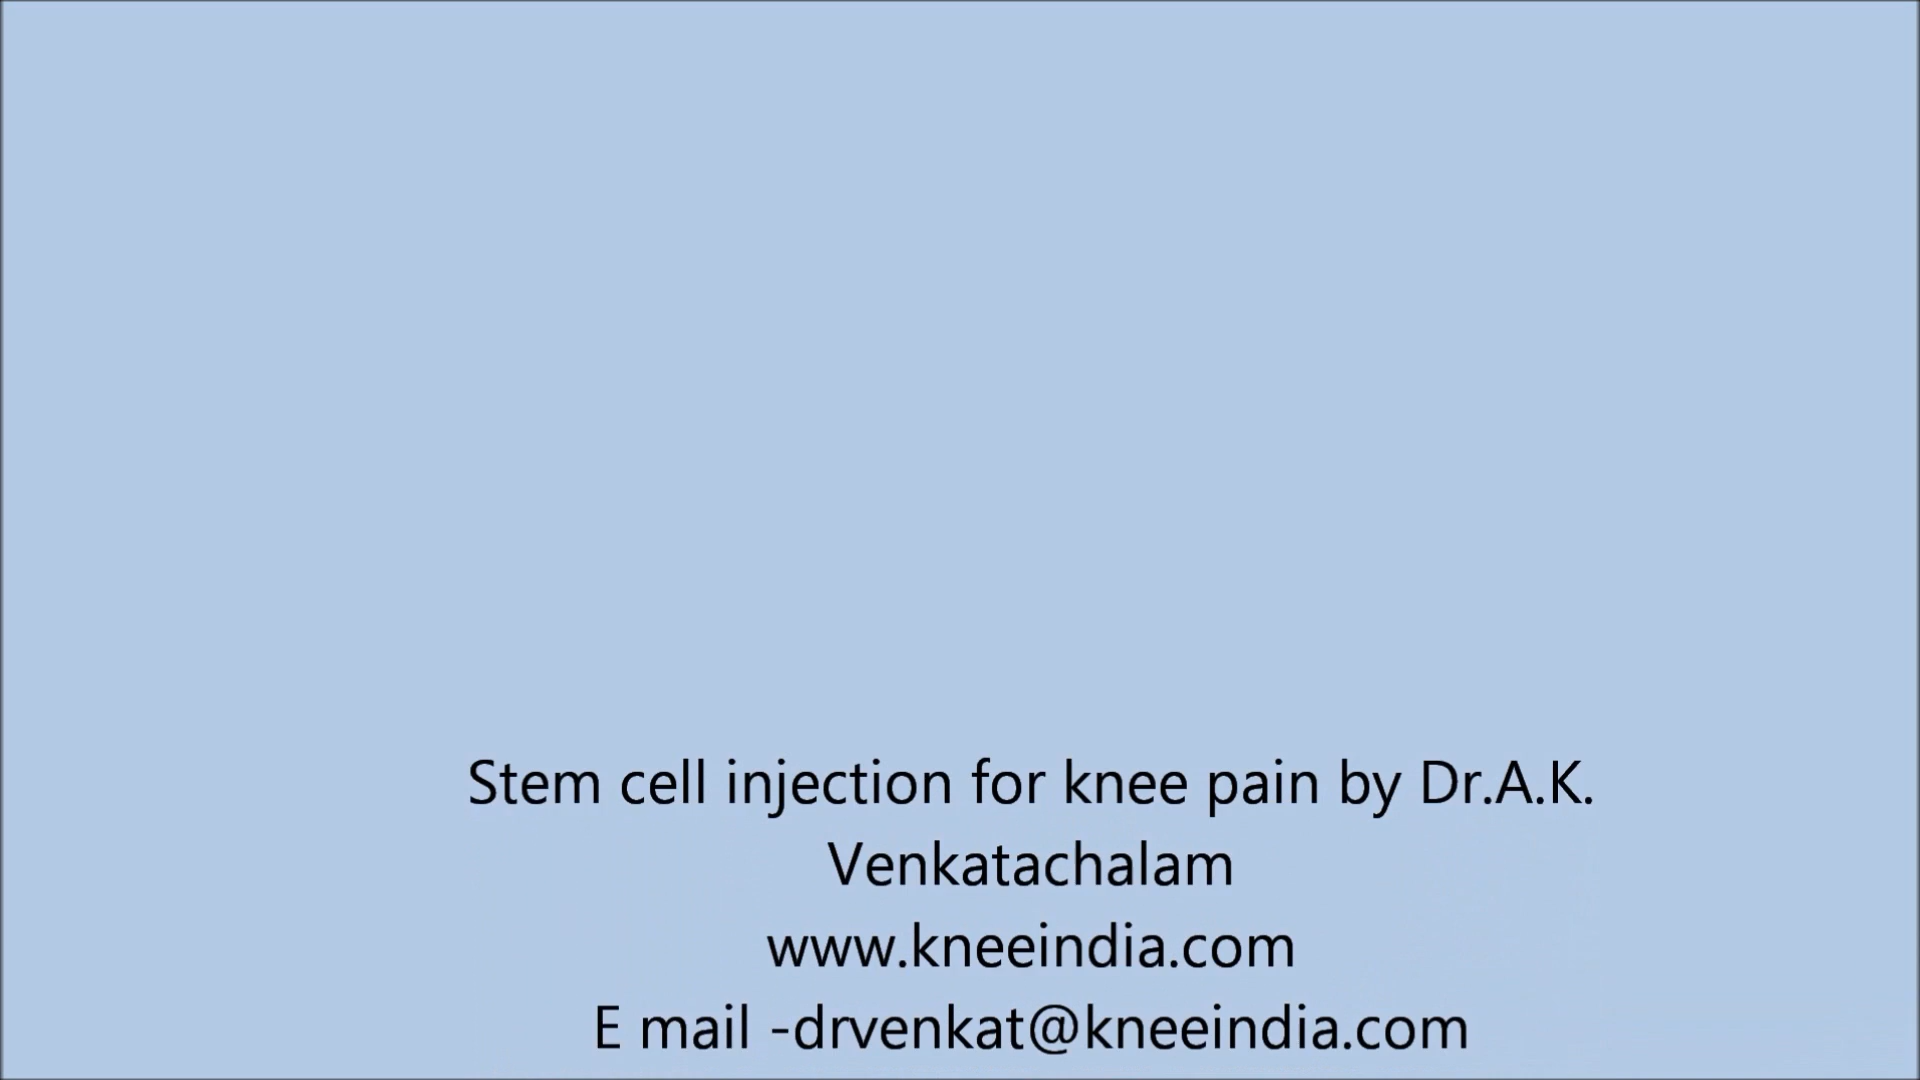 Stem cell injection for knee pain by Dr.A.K.
Venkatachalam
www.kneeindia.com
E mail -drvenkat@kneeindia.com